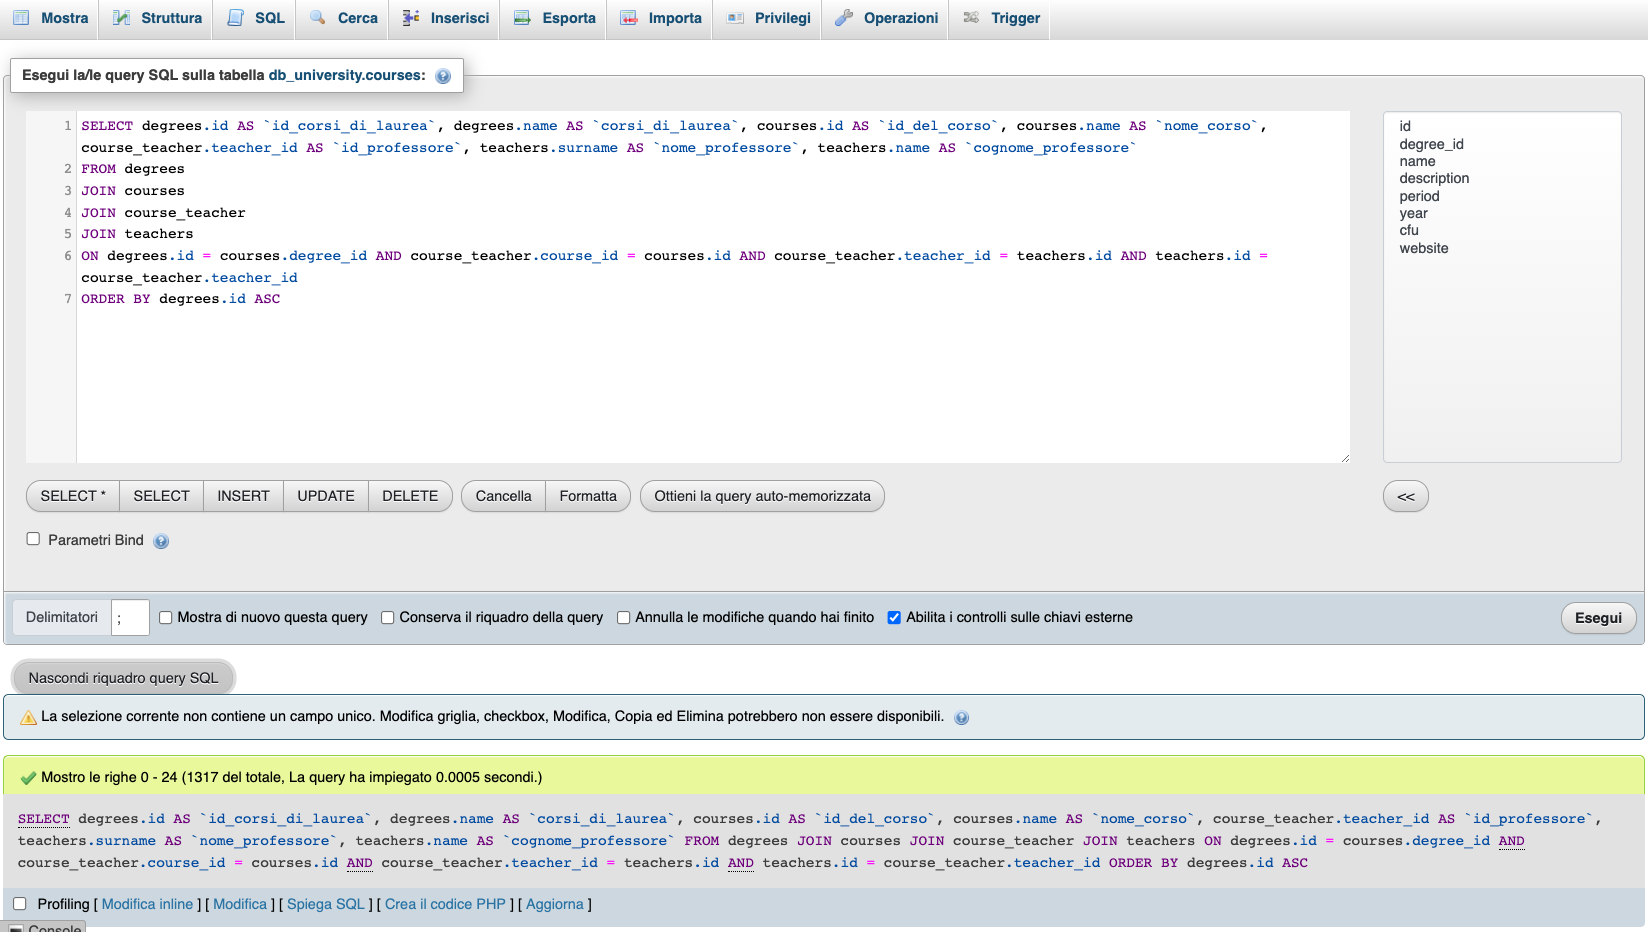 Mostra Struttura SQL Cerca Inserisci Esporta Importa Privilegi Operazioni Trigger
Esegui la/le query SQL sulla tabella db_university.courses:
1 SELECT degrees.id AS `id_corsi_di_laurea`, degrees.name AS `corsi_di_laurea`, courses.id AS `id_del_corso`, courses.name AS `nome_corso`,
course_teacher.teacher_id AS `id_professore`, teachers.surname AS `nome_professore`, teachers.name AS `cognome_professore`
2 FROM degrees
3 JOIN courses
4 JOIN course_teacher
5 JOIN teachers
6 ON degrees.id = courses.degree_id AND course_teacher.course_id = courses.id AND course_teacher.teacher_id = teachers.id AND teachers.id =
course_teacher.teacher_id
7 ORDER BY degrees.id ASC
id
degree_id
name
description
period
year
cfu
website
SELECT * SELECT INSERT UPDATE DELETE Cancella Formatta Ottieni la query auto-memorizzata <<
Parametri Bind
Delimitatori ; Mostra di nuovo questa query Conserva il riquadro della query Annulla le modifiche quando hai finito Abilita i controlli sulle chiavi esterne Esegui
Nascondi riquadro query SQL
La selezione corrente non contiene un campo unico. Modifica griglia, checkbox, Modifica, Copia ed Elimina potrebbero non essere disponibili.
Mostro le righe 0 - 24 (1317 del totale, La query ha impiegato 0.0005 secondi.)
SELECT degrees.id AS `id_corsi_di_laurea`, degrees.name AS `corsi_di_laurea`, courses.id AS `id_del_corso`, courses.name AS `nome_corso`, course_teacher.teacher_id AS `id_professore`,
teachers.surname AS `nome_professore`, teachers.name AS `cognome_professore` FROM degrees JOIN courses JOIN course_teacher JOIN teachers ON degrees.id = courses.degree_id AND
course_teacher.course_id = courses.id AND course_teacher.teacher_id = teachers.id AND teachers.id = course_teacher.teacher_id ORDER BY degrees.id ASC
Profiling [ Modifica inline ] [ Modifica ] [ Spiega SQL ] [ Crea il codice PHP ] [ Aggiorna ]
Console